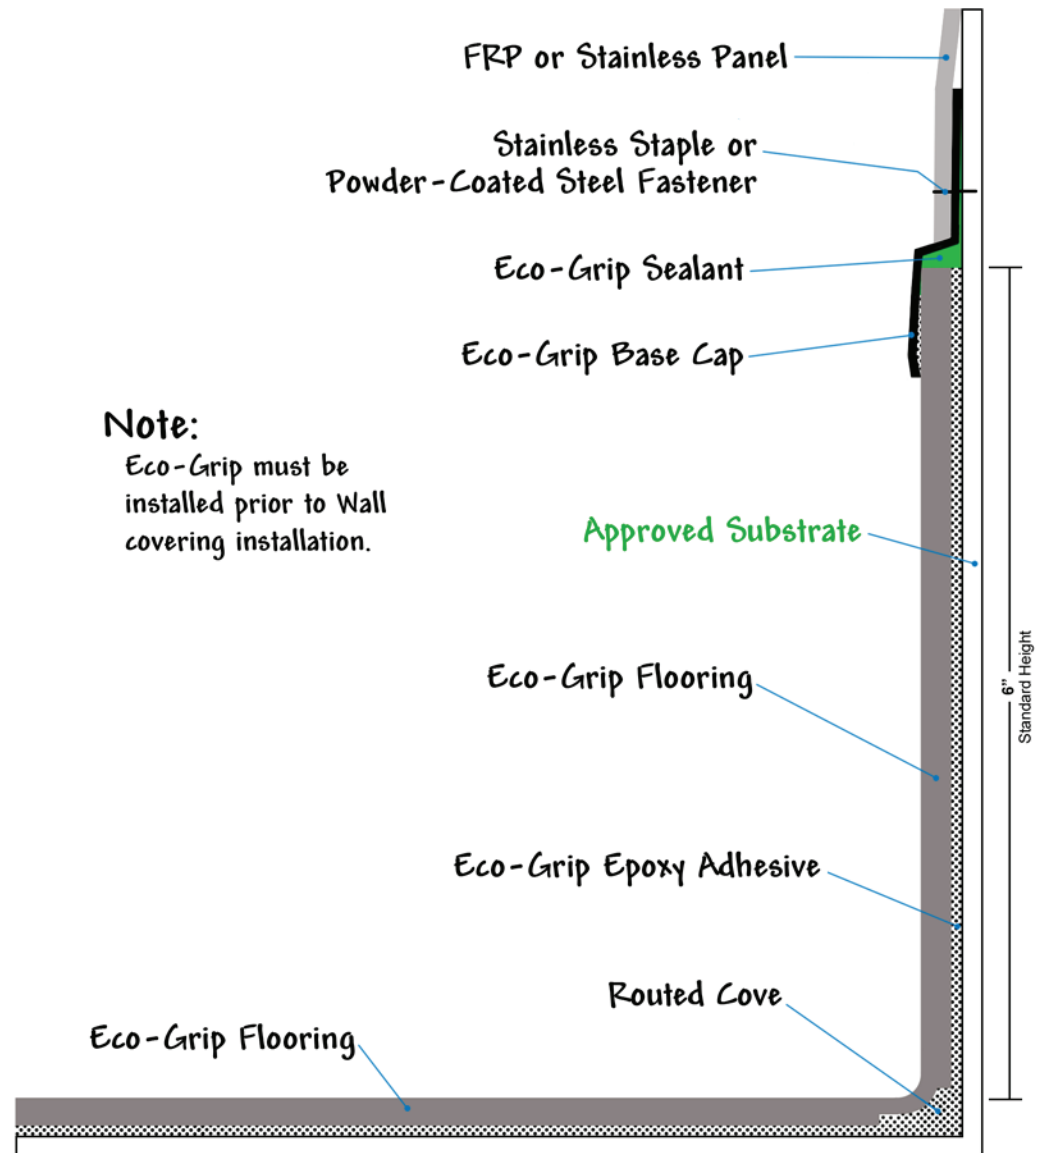 FRP or Stainless Panel
Stainless Staple or
Powder-Coated Steel Fastener
Eco-Grip Sealant
Eco-Grip Base Cap
Note:
Eco-Grip must be
installed prior to Wall
covering installation.
Approved Substrate
Eco-Grip Flooring
6"
Standard Height
Eco-Grip Epoxy Adhesive
Routed Cove
Eco-Grip Flooring